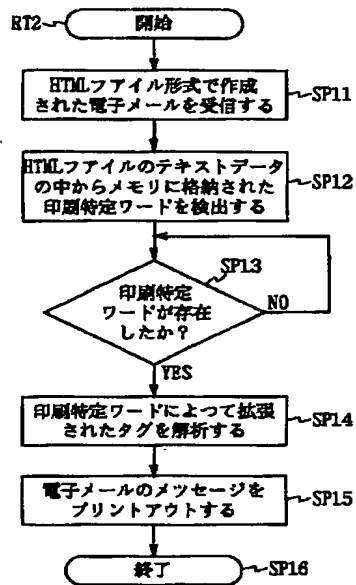 RT2
開始
HTMLファイル形式で作成
された電子メールを受信する
SP11
HTMLファイルのテキストデータ
の中からメモリに格納された
印刷特定ワードを検出する
SP12
SP13
印刷特定
ワードが存在
したか?
NO
YES
印刷特定ワードによつて拡張
されたタグを解析する
SP14
電子メールのメツセージを
プリントアウトする
SP15
終了
SP16